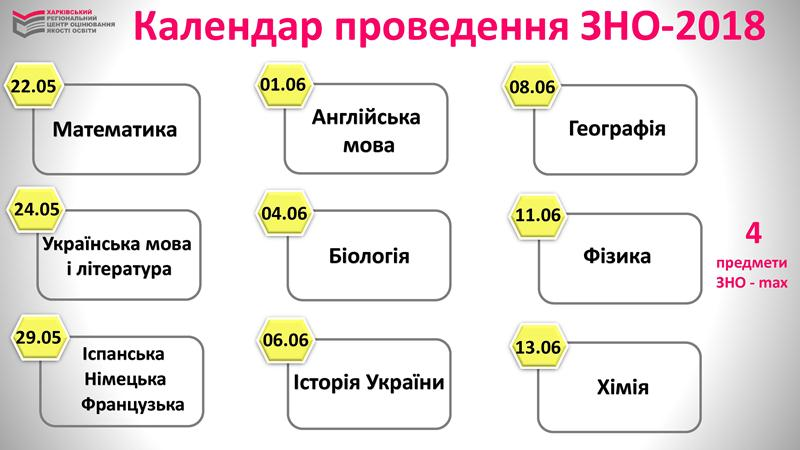 ХАРКІВСЬКИЙ
РЕГІОНАЛЬНИЙ
ЦЕНТР ОЦІНЮВАННЯ
ЯКОСТІ ОСВІТИ
Календар проведення ЗНО-2018
22.05
Математика
24.05
Українська мова
і література
29.05
Іспанська
Німецька
Французька
01.06
Англійська
мова
04.06
Біологія
06.06
Історія України
08.06
Географія
11.06
Фізика
13.06
Хімія
4
предмети
ЗНО - max